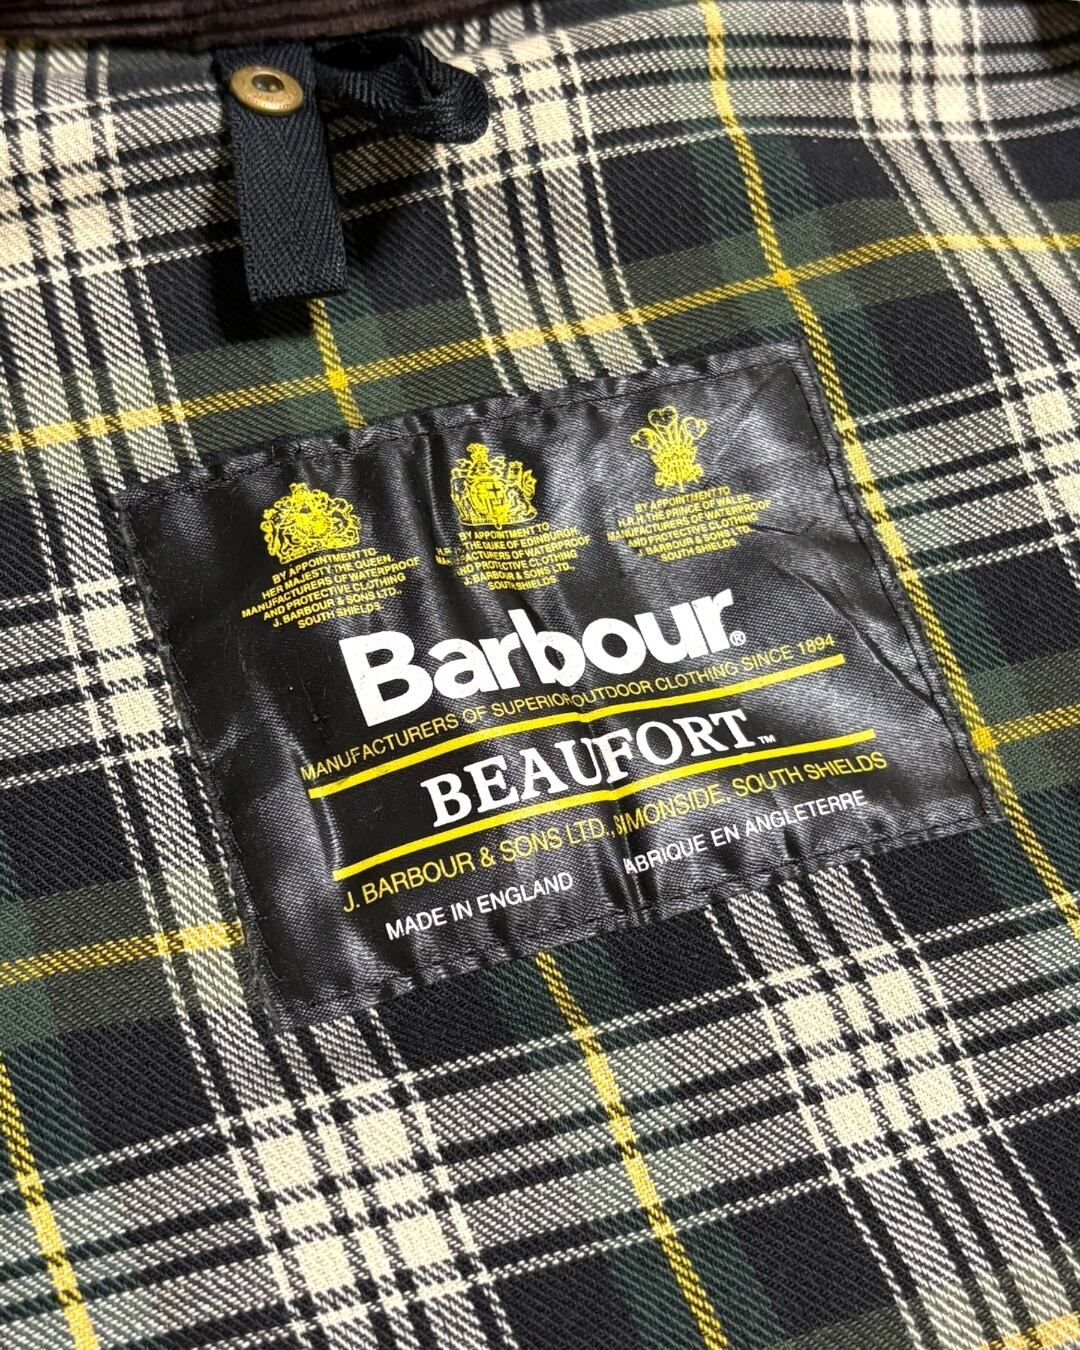 BY APPOINTMENT TO
HER MAJESTY THE QUEEN
MANUFACTURERS OF WATERPROOF
AND PROTECTIVE CLOTHING
J. BARBOUR & SONS LTD.
SOUTH SHIELDS
BY APPOINTMENT TO
THE DUKE OF EDINBURGH
OF WATERPROOF
AND PROTECTIVE CLOTHING
J. BARBOUR & SONS LTD.
SOUTH SHIELDS
BY APPOINTMENT TO
H.R.H. THE PRINCE OF WALES
MANUFACTURERS OF WATERPROOF
AND PROTECTIVE CLOTHING
J. BARBOUR & SONS
SOUTH SHIELDS
Barbour®
MANUFACTURERS OF SUPERIOR OUTDOOR CLOTHING SINCE 1894
BEAUFORT™
J. BARBOUR & SONS LTD., SIMONSIDE, SOUTH SHIELDS
MADE IN ENGLAND ABRIQUE EN ANGLETERRE